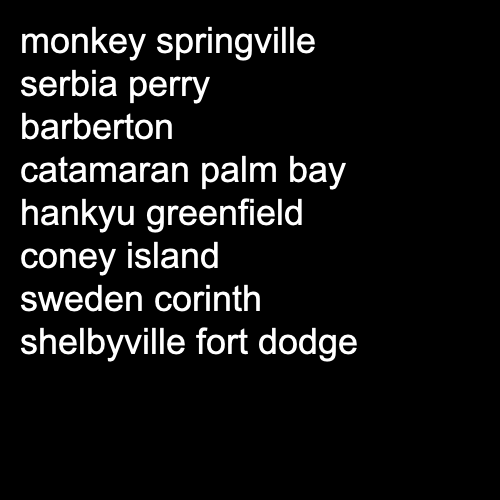 monkey springville
serbia perry
barberton
catamaran palm bay
hankyu greenfield
coney island
sweden corinth
shelbyville fort dodge